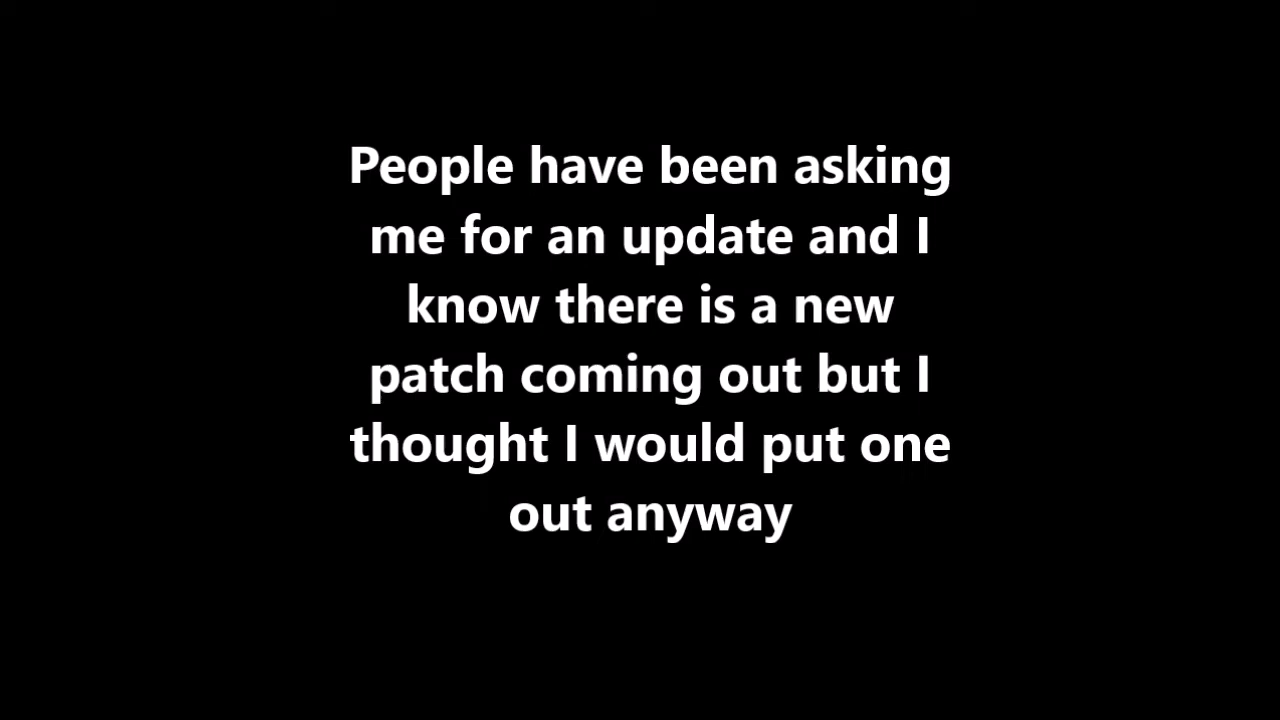 People have been asking
me for an update and I
know there is a new
patch coming out but I
thought I would put one
out anyway